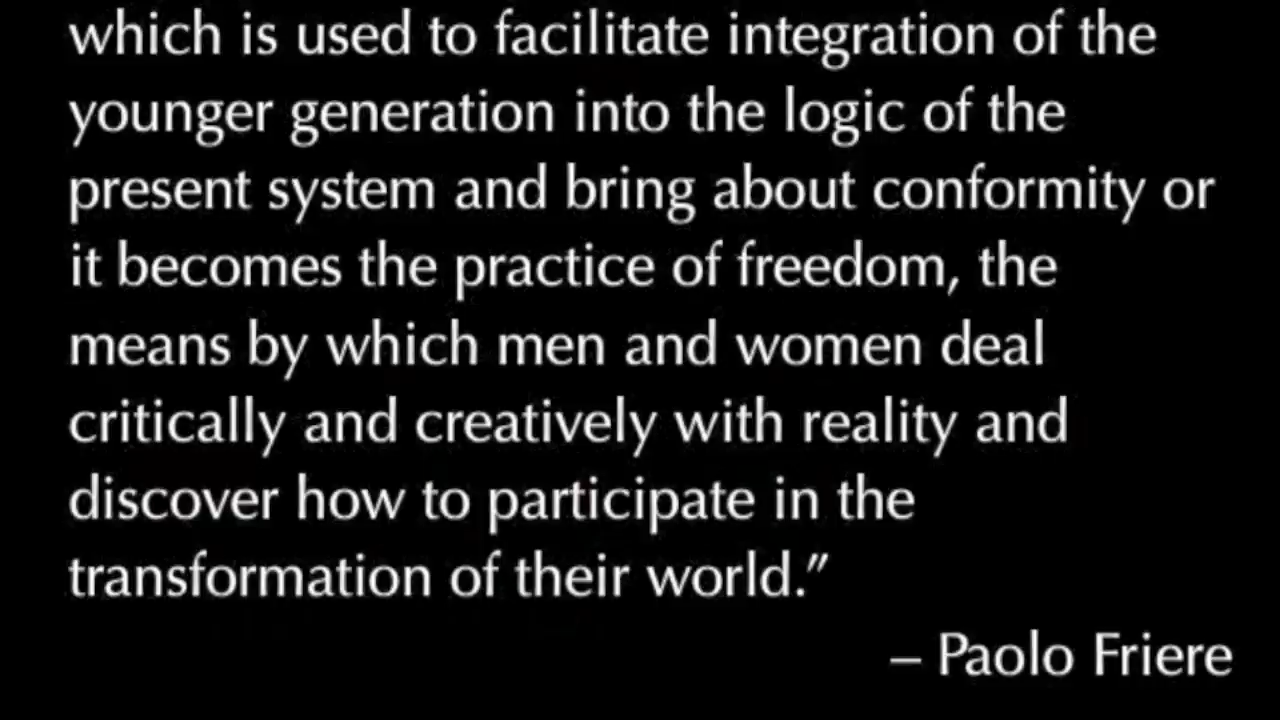 which is used to facilitate integration of the
younger generation into the logic of the
present system and bring about conformity or
it becomes the practice of freedom, the
means by which men and women deal
critically and creatively with reality and
discover how to participate in the
transformation of their world.”
– Paolo Friere